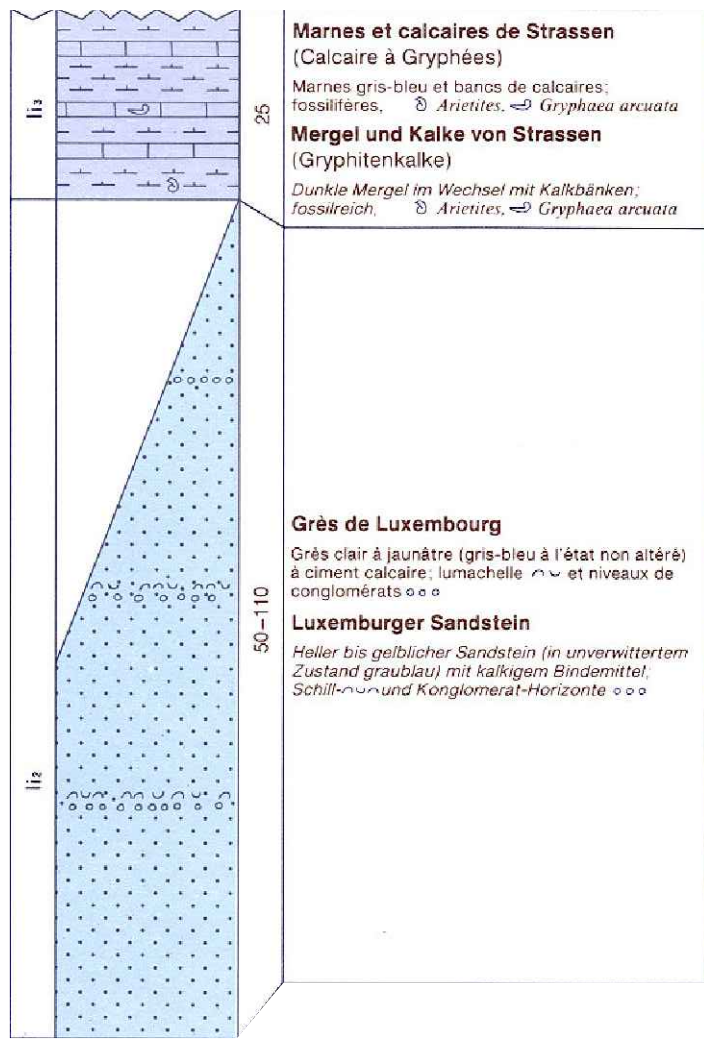 li₃
25
Marnes et calcaires de Strassen
(Calcaire à Gryphées)
Marnes gris-bleu et bancs de calcaires;
fossilifères, Arietites, Gryphaea arcuata
Mergel und Kalke von Strassen
(Gryphitenkalke)
Dunkle Mergel im Wechsel mit Kalkbänken;
fossilreich, Arietites, Gryphaea arcuata
li₂
50–110
Grès de Luxembourg
Grès clair à jaunâtre (gris-bleu à l'état non altéré)
à ciment calcaire; lumachelle et niveaux de
conglomérats
Luxemburger Sandstein
Heller bis gelblicher Sandstein (in unverwittertem
Zustand graublau) mit kalkigem Bindemittel;
Schill- und Konglomerat-Horizonte